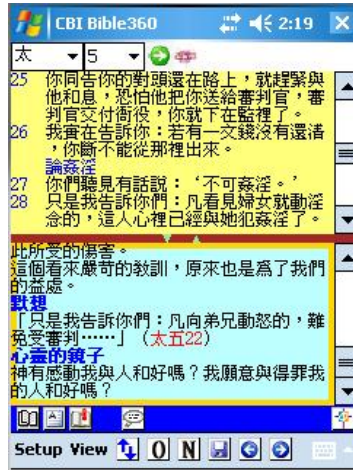 CBI Bible360 2:19
太 5
25 你同告你的對頭還在路上，就趕緊與
他和息，恐怕他把你送給審判官，審
判官交付衙役，你就下在監裡了。
26 我實在告訴你：若有一文錢沒有還清
，你斷不能從那裡出來。
論姦淫
27 你們聽見有話說：‘不可姦淫。’
28 只是我告訴你們：凡看見婦女就動淫
念的，這人心裡已經與她犯姦淫了。
此所受的傷害。
這個看來嚴苛的教訓，原來也是爲了我們
的益處。
默想
「只是我告訴你們：凡向弟兄動怒的，難
免受審判……」（太五22）
心靈的鏡子
神有感動我與人和好嗎？我願意與得罪我
的人和好嗎？
Setup View O N